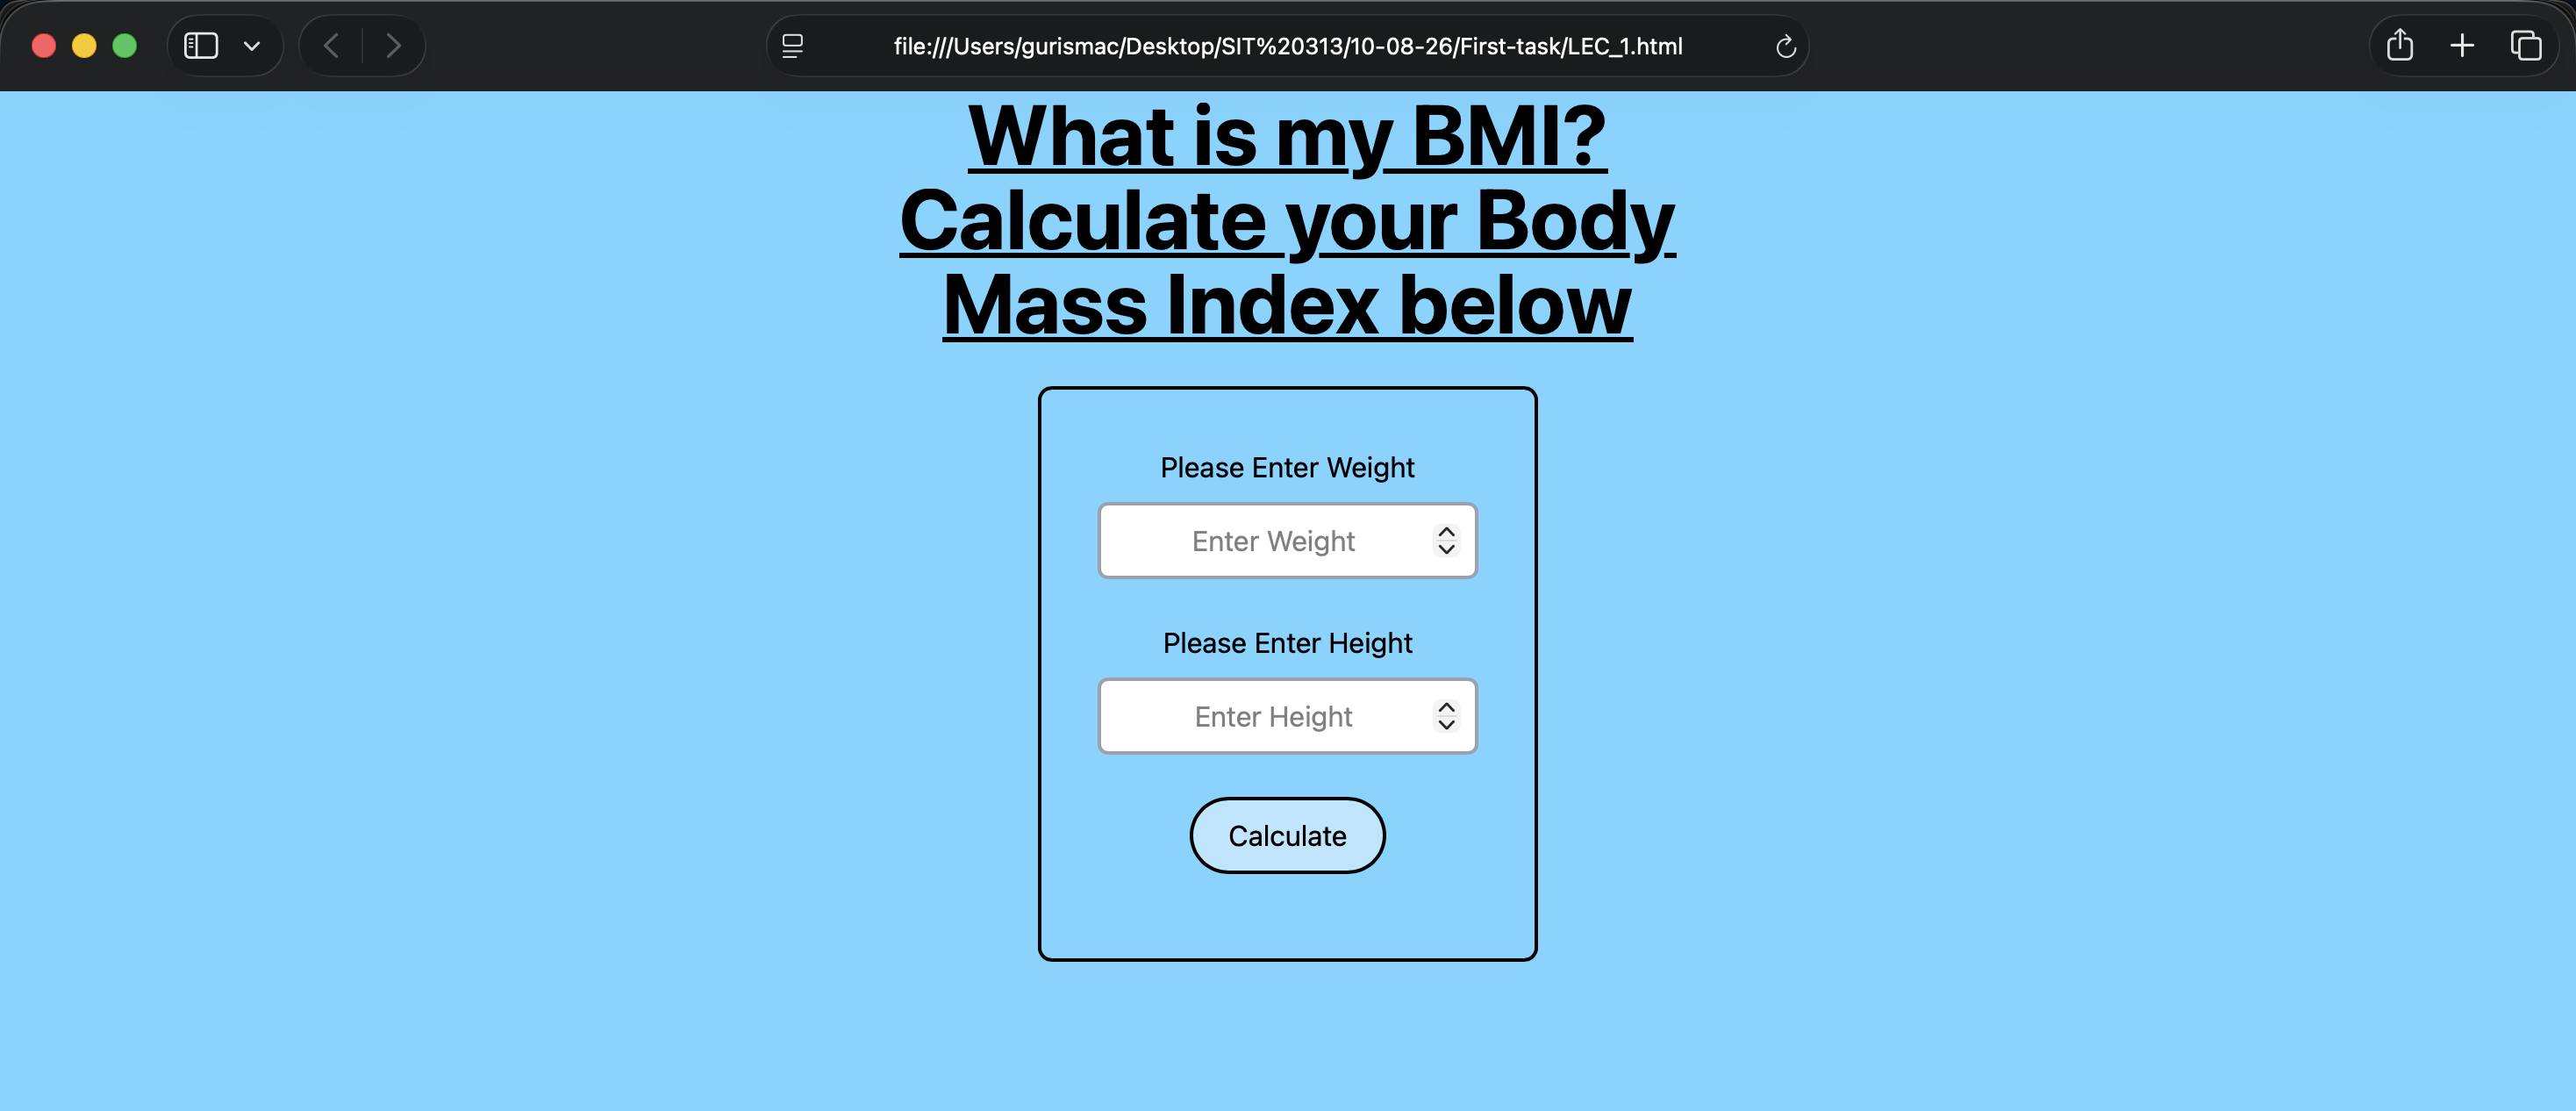 file:///Users/gurismac/Desktop/SIT%20313/10-08-26/First-task/LEC_1.html
What is my BMI?
Calculate your Body
Mass Index below
Please Enter Weight
Enter Weight
Please Enter Height
Enter Height
Calculate